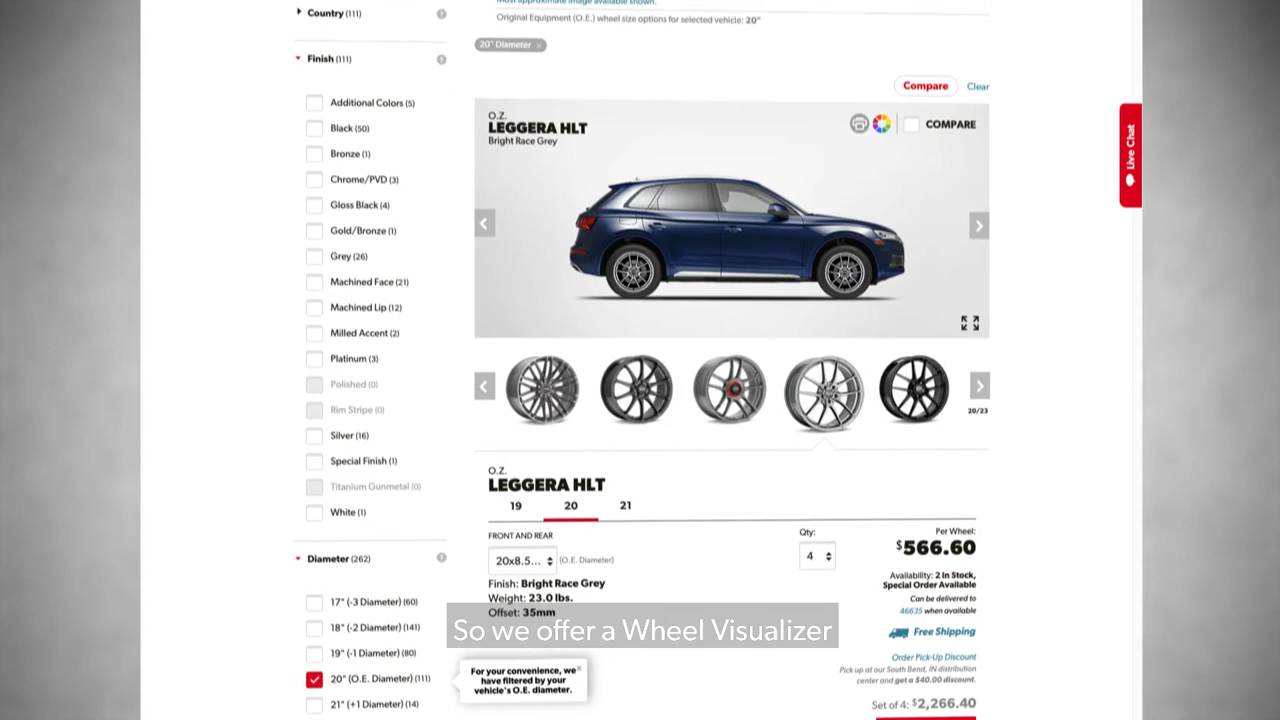 Country (111)
Most approximate image available shown.
Original Equipment (O.E.) wheel size options for selected vehicle: 20"
20" Diameter ×
Finish (111)
Additional Colors (5)
Black (50)
Bronze (1)
Chrome/PVD (3)
Gloss Black (4)
Gold/Bronze (1)
Grey (26)
Machined Face (21)
Machined Lip (12)
Milled Accent (2)
Platinum (3)
Polished (0)
Rim Stripe (0)
Silver (16)
Special Finish (1)
Titanium Gunmetal (0)
White (1)
Diameter (262)
17" (-3 Diameter) (60)
18" (-2 Diameter) (141)
19" (-1 Diameter) (80)
20" (O.E. Diameter) (111)
21" (+1 Diameter) (14)
Compare
Clear
O.Z.
LEGGERA HLT
Bright Race Grey
COMPARE
20/23
O.Z.
LEGGERA HLT
19 20 21
FRONT AND REAR
20x8.5... (O.E. Diameter)
Finish: Bright Race Grey
Weight: 23.0 lbs.
Offset: 35mm
Qty:
4
Per Wheel:
$566.60
Availability: 2 In Stock,
Special Order Available
Can be delivered to
46635 when available
Free Shipping
Order Pick-Up Discount
Pick up at our South Bend, IN distribution
center and get a $40.00 discount.
Set of 4: $2,266.40
For your convenience, we
have filtered by your
vehicle's O.E. diameter.
So we offer a Wheel Visualizer
Live Chat